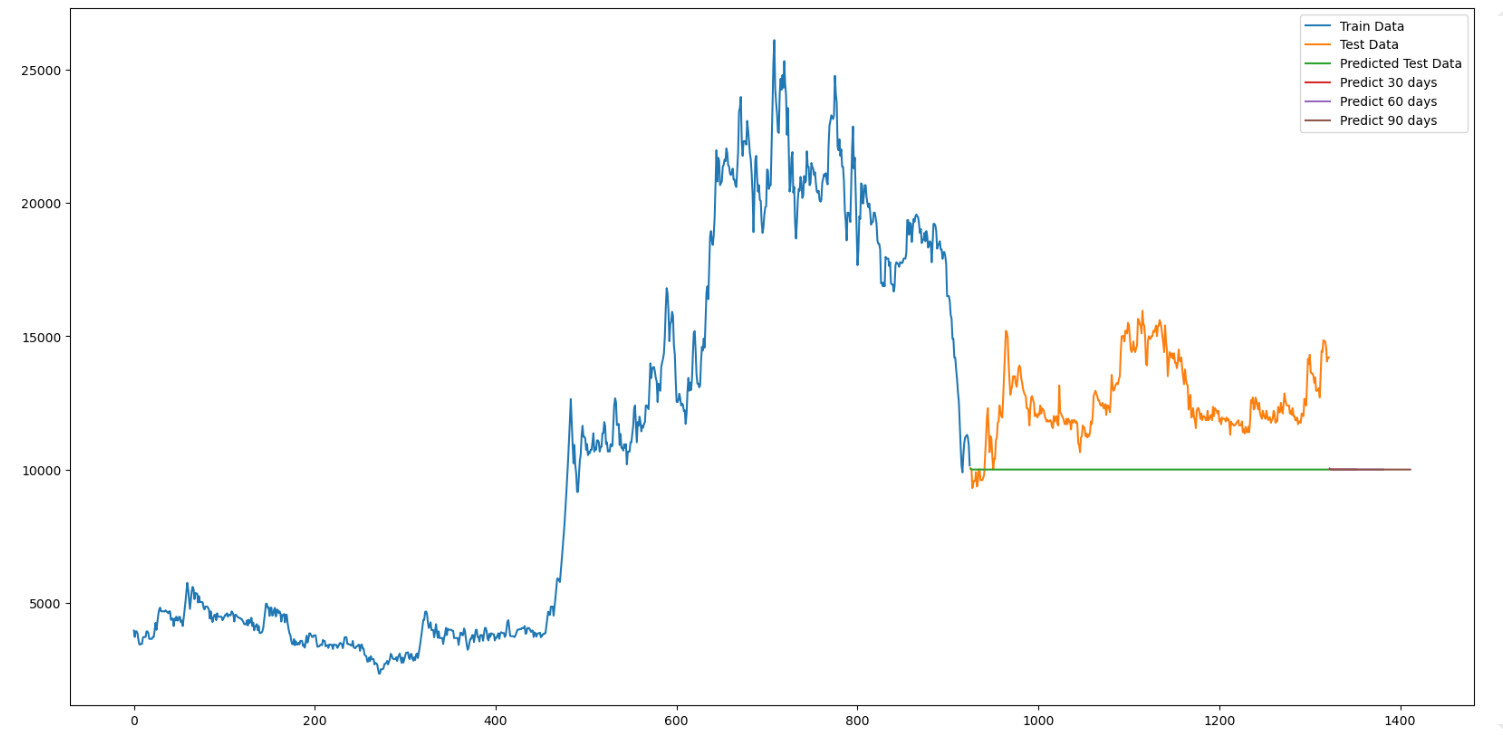 Train Data
Test Data
Predicted Test Data
Predict 30 days
Predict 60 days
Predict 90 days
25000
20000
15000
10000
5000
0 200 400 600 800 1000 1200 1400